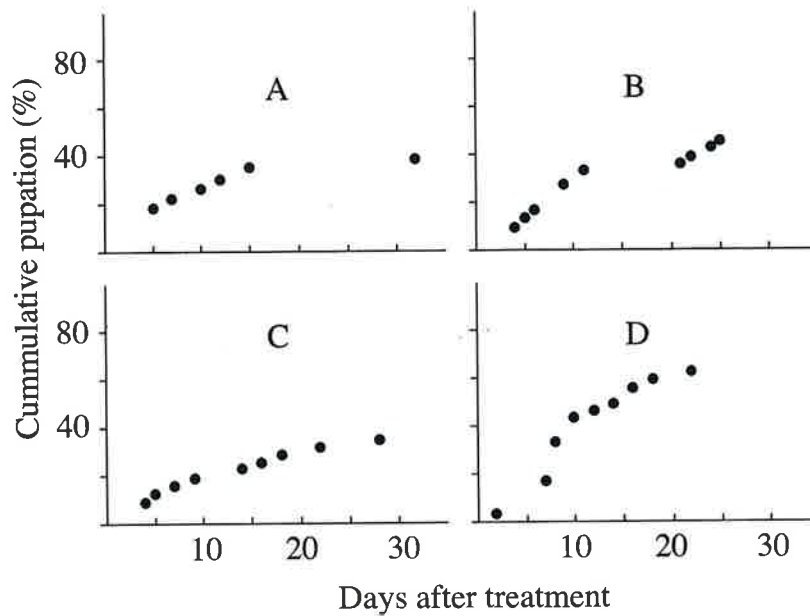 80
40
A
B
80
40
C
D
Cummulative pupation (%)
10 20 30
10 20 30
Days after treatment